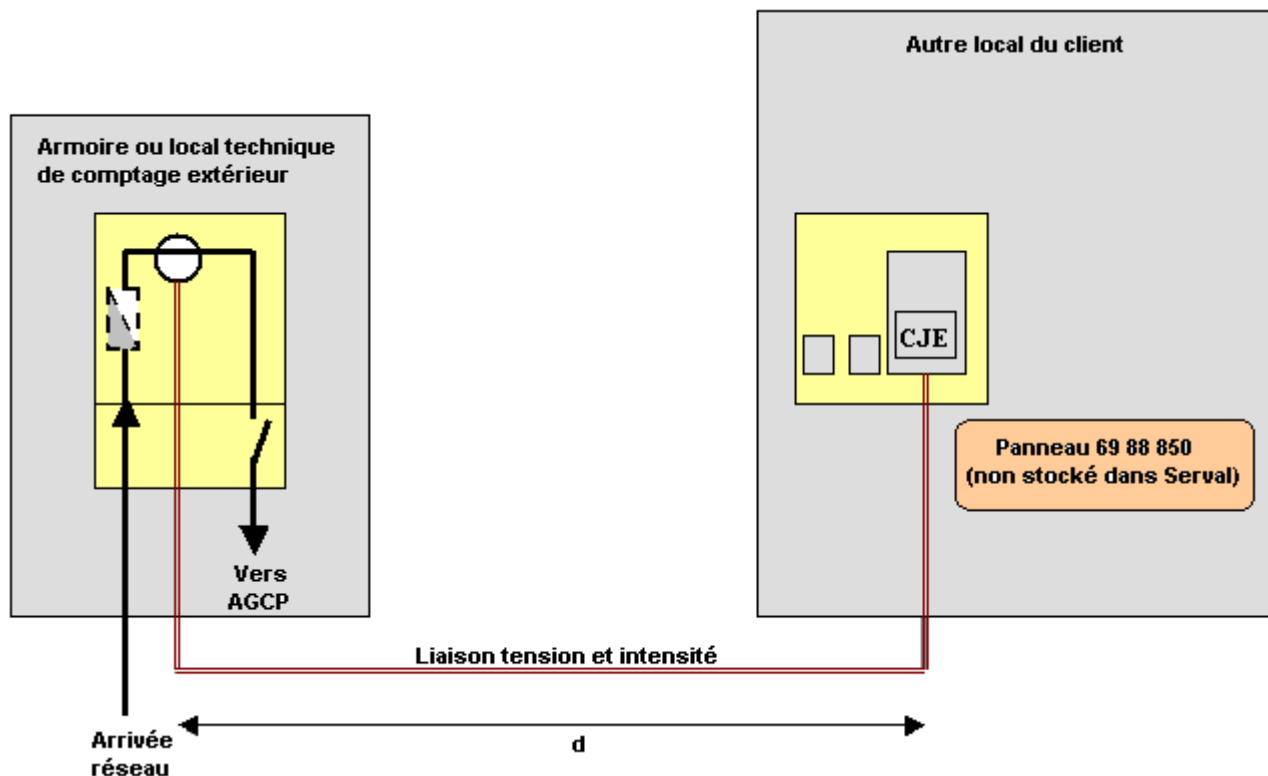 Autre local du client
Armoire ou local technique
de comptage extérieur
CJE
Panneau 69 88 850
(non stocké dans Serval)
Vers
AGCP
Liaison tension et intensité
d
Arrivée
réseau